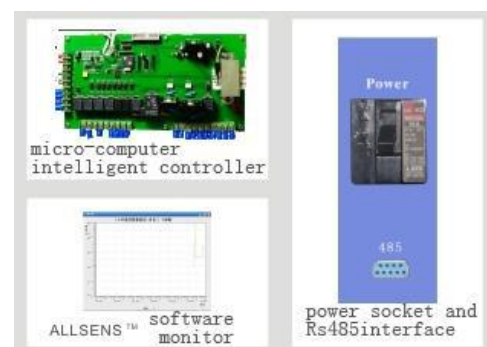 micro-computer
intelligent controller
ALLSENS™ software
monitor
Power
485
power socket and
Rs485interface